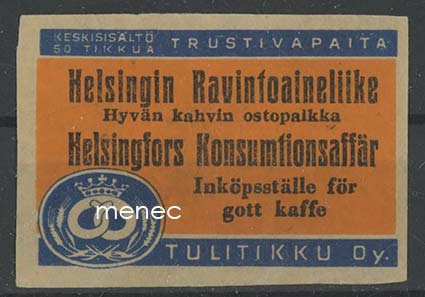 KESKISISÄLTÖ
50 TIKKUA
TRUSTIVAPAITA
Helsingin Ravintoaineliike
Hyvän kahvin ostopaikka
Helsingfors Konsumtionsaffär
Inköpsställe för
gott kaffe
menec
TULITIKKU Oy.